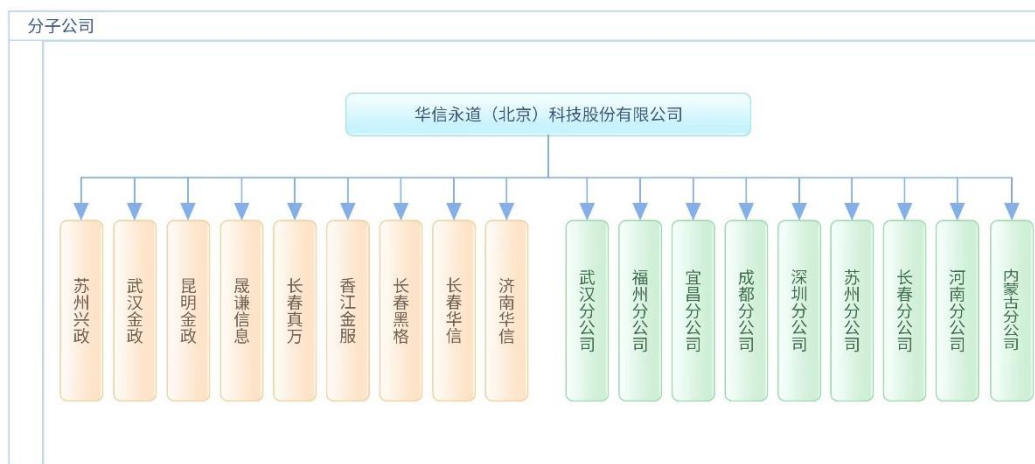 分子公司
华信永道（北京）科技股份有限公司
苏州兴政
武汉金政
昆明金政
晟谦信息
长春真万
香江金服
长春黑格
长春华信
济南华信
武汉分公司
福州分公司
宜昌分公司
成都分公司
深圳分公司
苏州分公司
长春分公司
河南分公司
内蒙古分公司